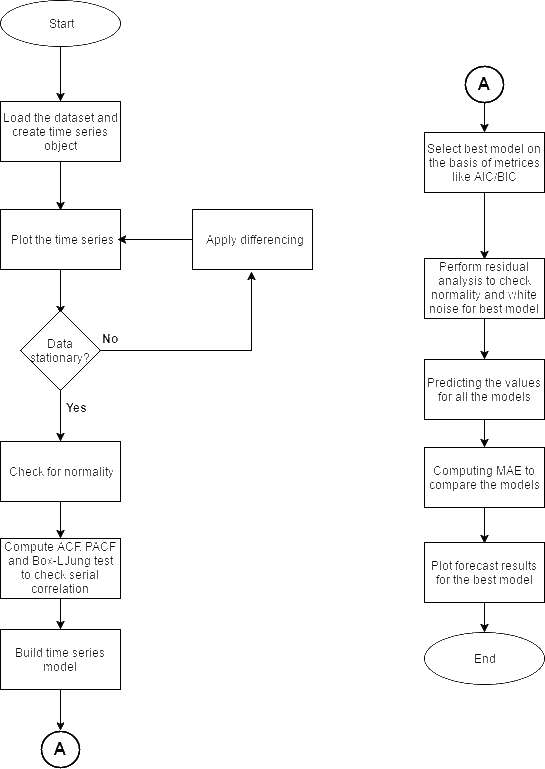 Start
Load the dataset and
create time series
object
Plot the time series
Apply differencing
Data
stationary?
No
Yes
Check for normality
Compute ACF, PACF
and Box-LJung test
to check serial
correlation
Build time series
model
A
A
Select best model on
the basis of metrices
like AIC/BIC
Perform residual
analysis to check
normality and white
noise for best model
Predicting the values
for all the models
Computing MAE to
compare the models
Plot forecast results
for the best model
End